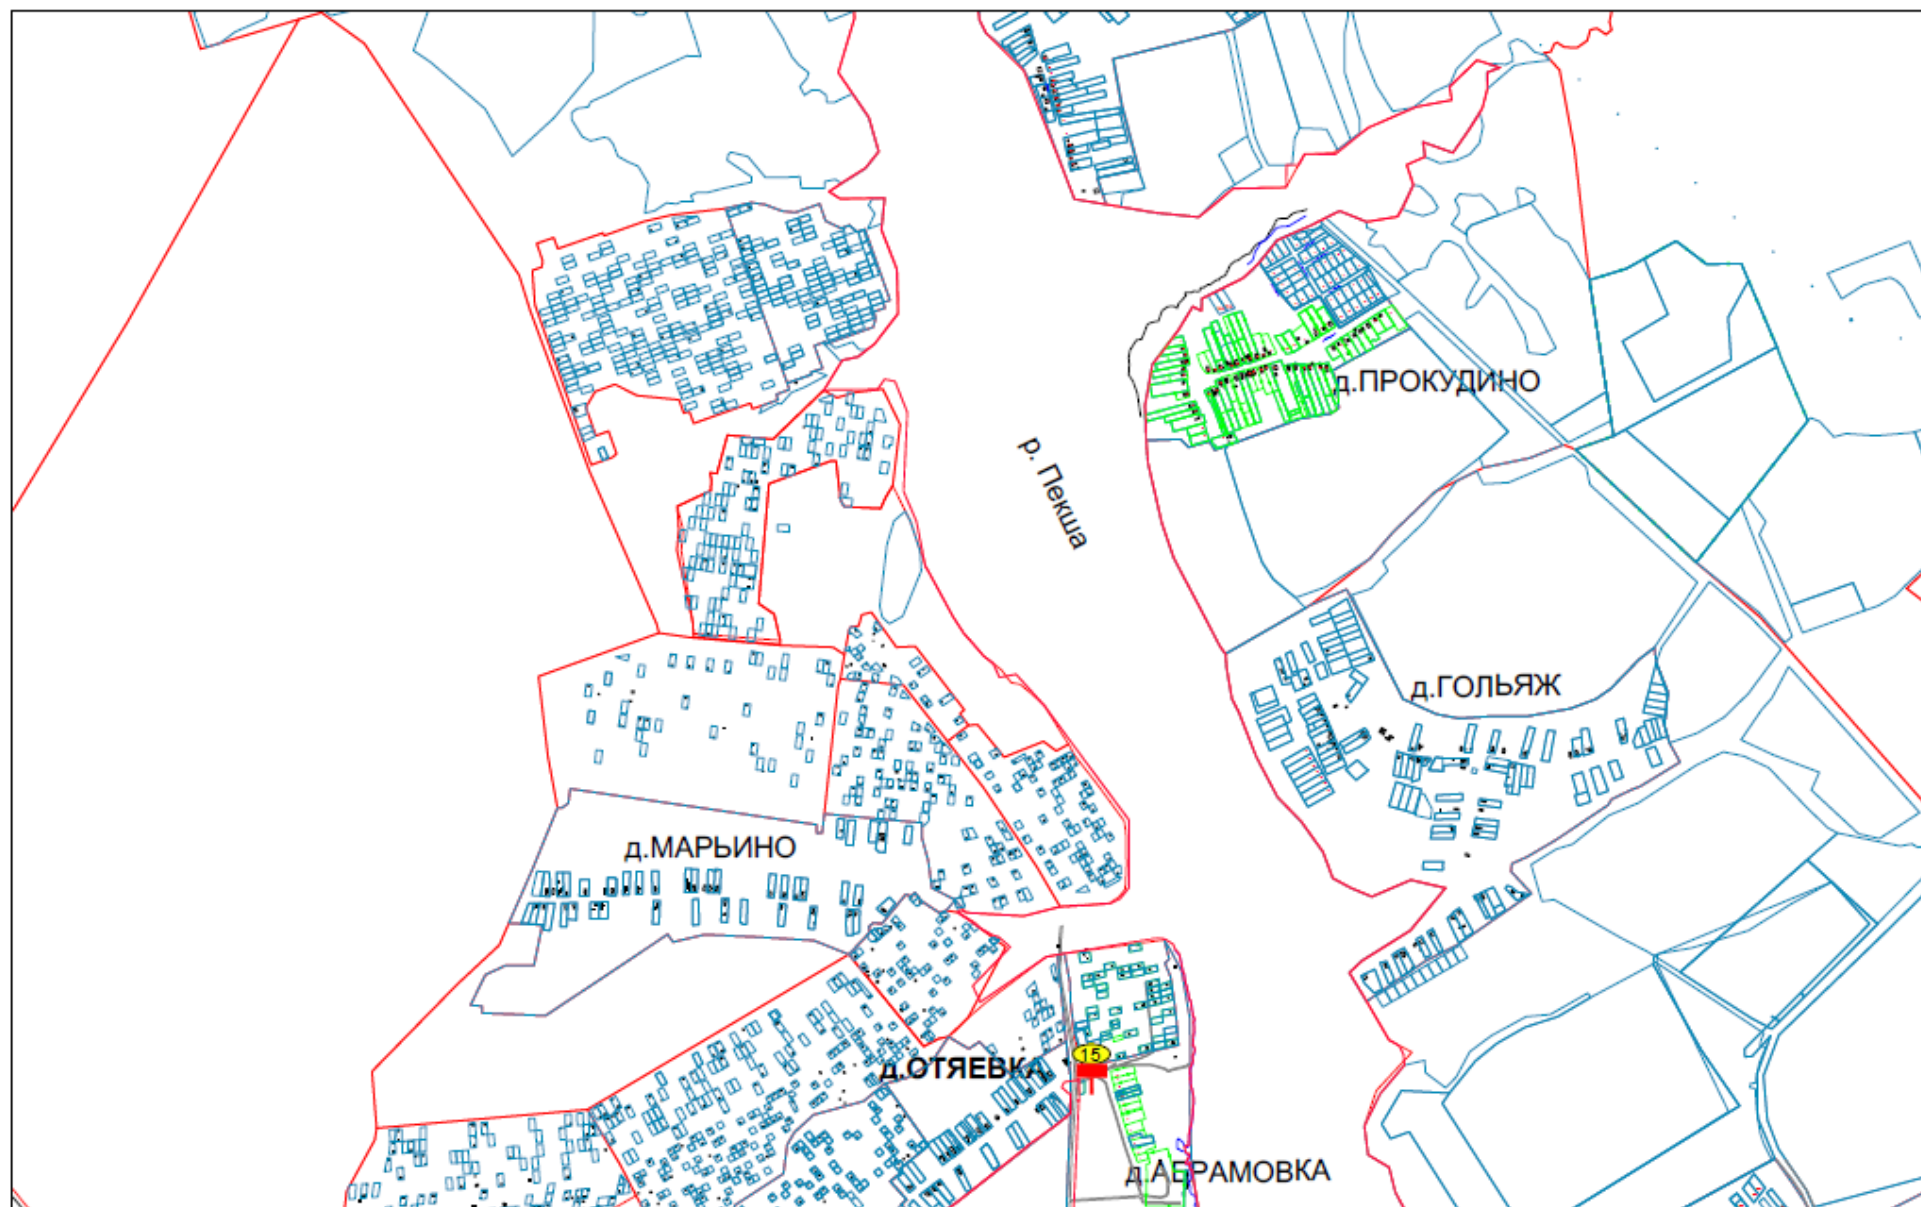 д.ПРОКУДИНО
р. Пекша
д.ГОЛЬЯЖ
д.МАРЬИНО
15
д.ОТЯЕВКА
д.АБРАМОВКА